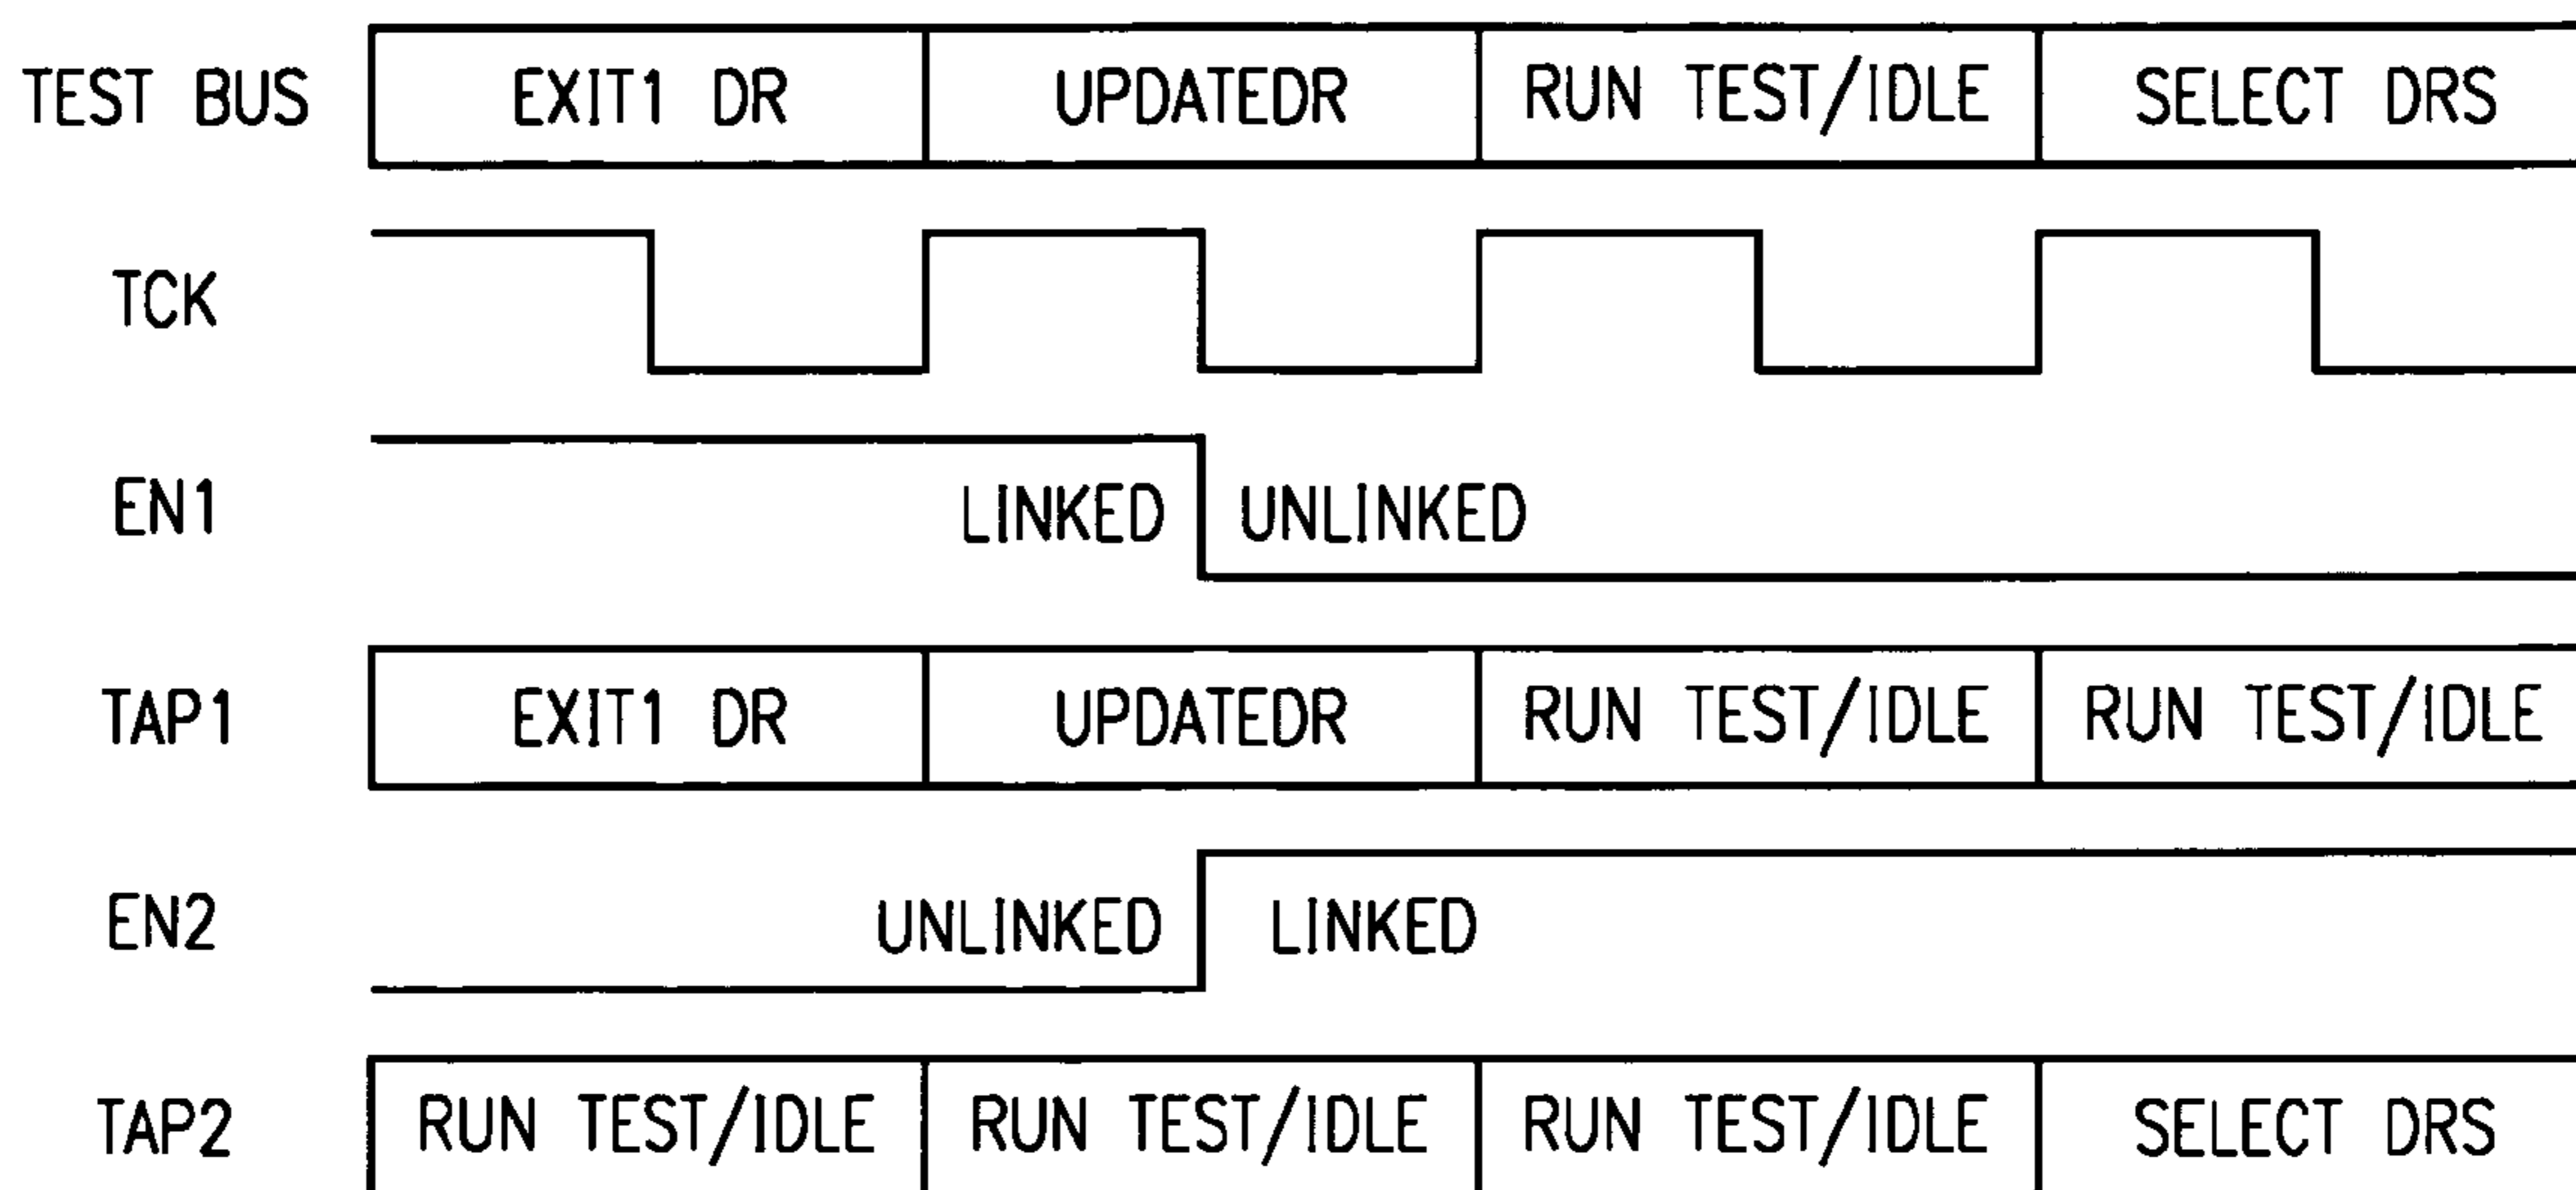 TEST BUS EXIT1 DR UPDATEDR RUN TEST/IDLE SELECT DRS
TCK
EN1 LINKED UNLINKED
TAP1 EXIT1 DR UPDATEDR RUN TEST/IDLE RUN TEST/IDLE
EN2 UNLINKED LINKED
TAP2 RUN TEST/IDLE RUN TEST/IDLE RUN TEST/IDLE SELECT DRS